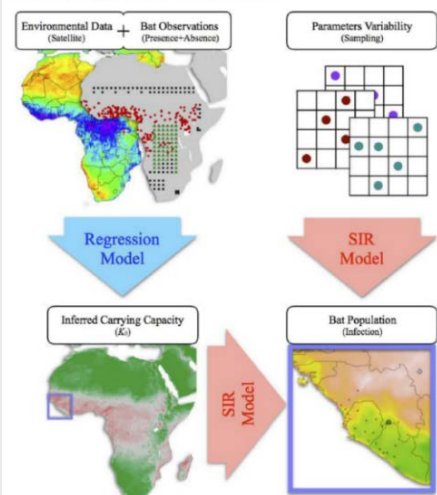 Environmental Data + Bat Observations
(Satellite) (Presence+Absence)
Parameters Variability
(Sampling)
Regression
Model
SIR
Model
Inferred Carrying Capacity
(K₀)
SIR
Model
Bat Population
(Infection)